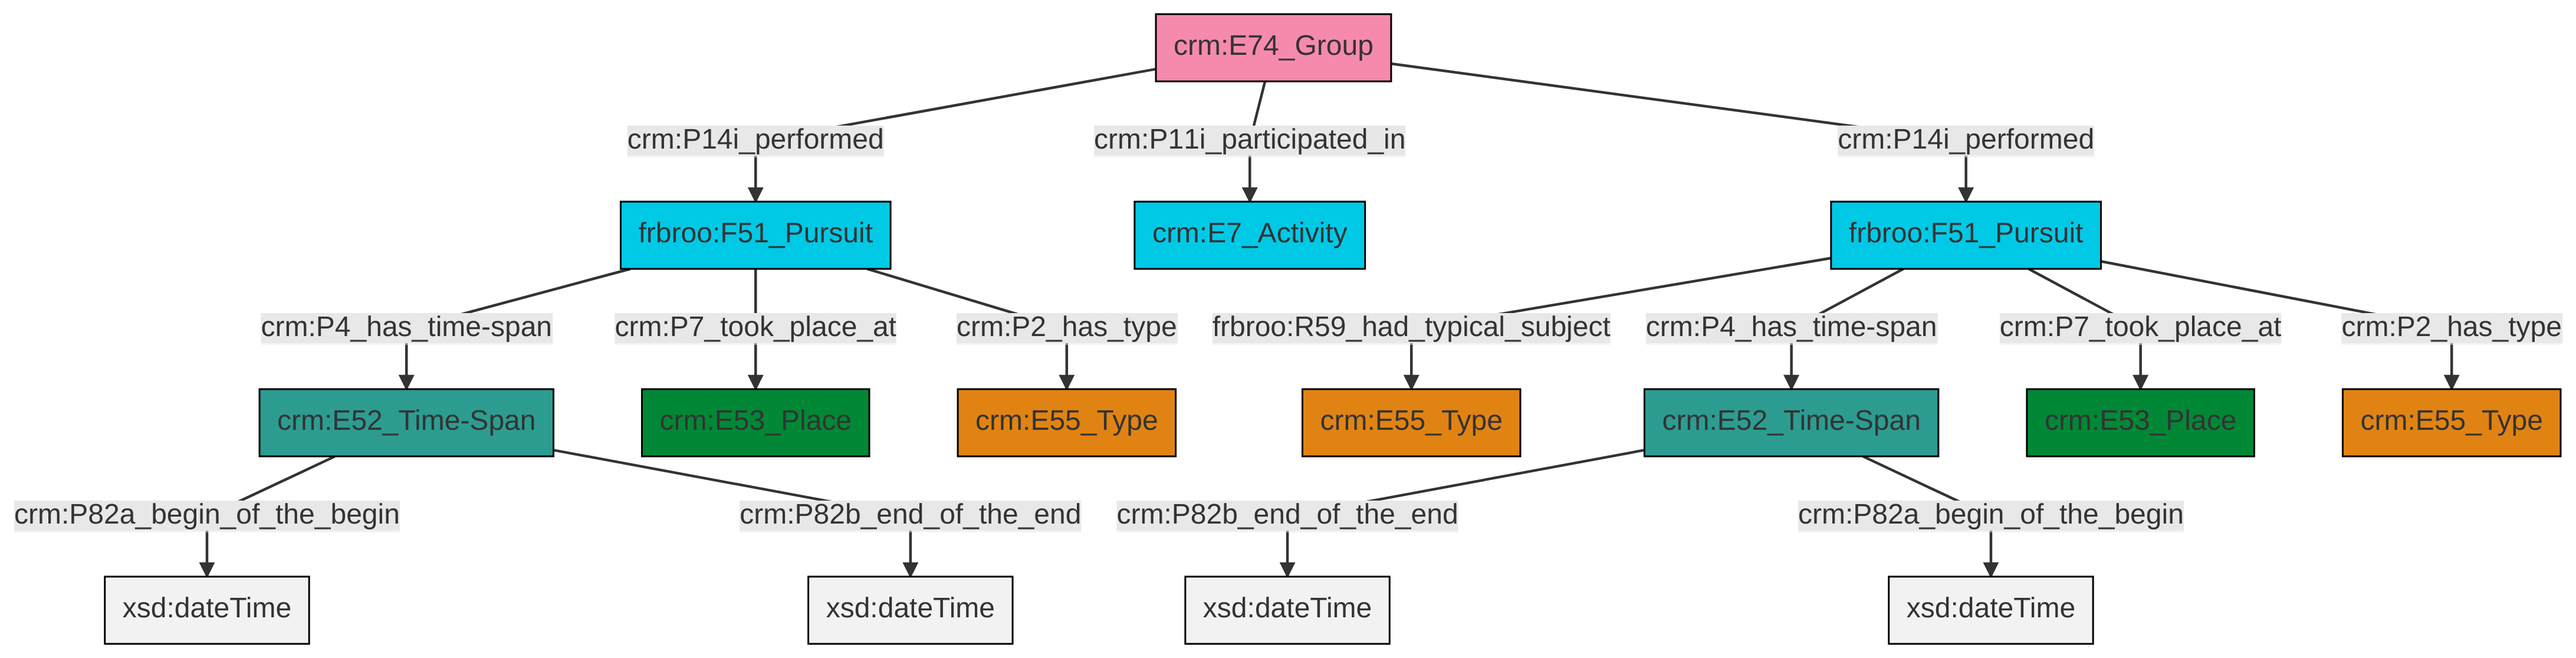 crm:E74_Group
crm:P14i_performed
crm:P11i_participated_in
crm:P14i_performed
frbroo:F51_Pursuit
crm:E7_Activity
frbroo:F51_Pursuit
crm:P4_has_time-span
crm:P7_took_place_at
crm:P2_has_type
frbroo:R59_had_typical_subject
crm:P4_has_time-span
crm:P7_took_place_at
crm:P2_has_type
crm:E52_Time-Span
crm:E53_Place
crm:E55_Type
crm:E55_Type
crm:E52_Time-Span
crm:E53_Place
crm:E55_Type
crm:P82a_begin_of_the_begin
crm:P82b_end_of_the_end
crm:P82b_end_of_the_end
crm:P82a_begin_of_the_begin
xsd:dateTime
xsd:dateTime
xsd:dateTime
xsd:dateTime